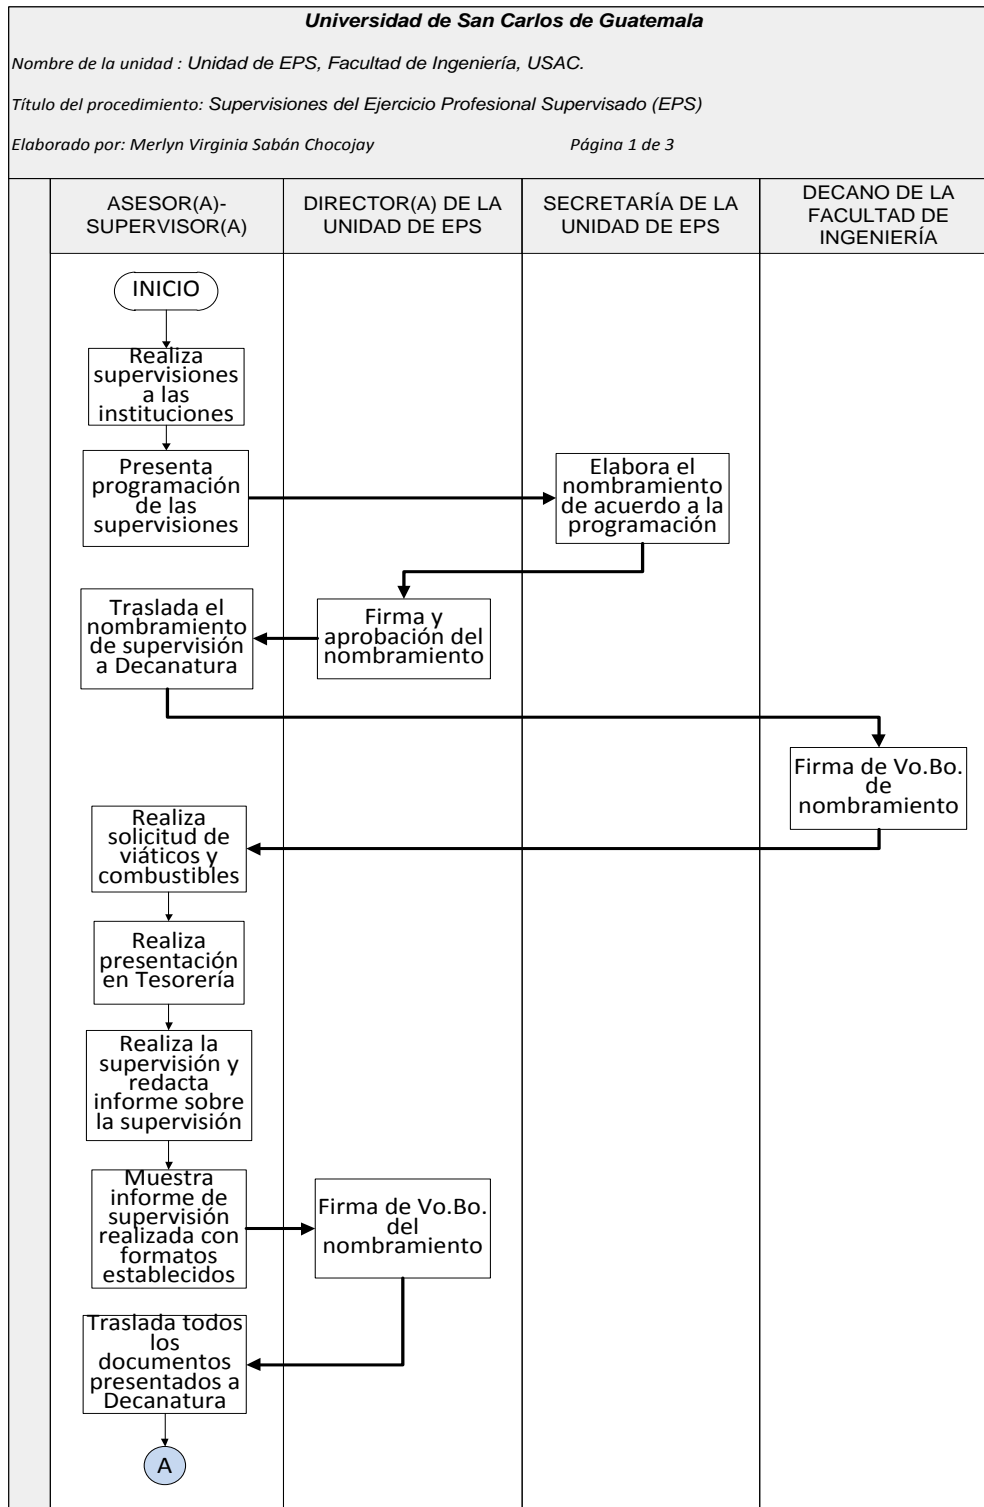 Universidad de San Carlos de Guatemala
Nombre de la unidad : Unidad de EPS, Facultad de Ingeniería, USAC.
Título del procedimiento: Supervisiones del Ejercicio Profesional Supervisado (EPS)
Elaborado por: Merlyn Virginia Sabán Chocojay Página 1 de 3
ASESOR(A)-
SUPERVISOR(A)
DIRECTOR(A) DE LA
UNIDAD DE EPS
SECRETARÍA DE LA
UNIDAD DE EPS
DECANO DE LA
FACULTAD DE
INGENIERÍA
INICIO
Realiza
supervisiones
a las
instituciones
Presenta
programación
de las
supervisiones
Elabora el
nombramiento
de acuerdo a la
programación
Firma y
aprobación del
nombramiento
Traslada el
nombramiento
de supervisión
a Decanatura
Firma de Vo.Bo.
de
nombramiento
Realiza
solicitud de
viáticos y
combustibles
Realiza
presentación
en Tesorería
Realiza la
supervisión y
redacta
informe sobre
la supervisión
Muestra
informe de
supervisión
realizada con
formatos
establecidos
Firma de Vo.Bo.
del
nombramiento
Traslada todos
los
documentos
presentados a
Decanatura
A